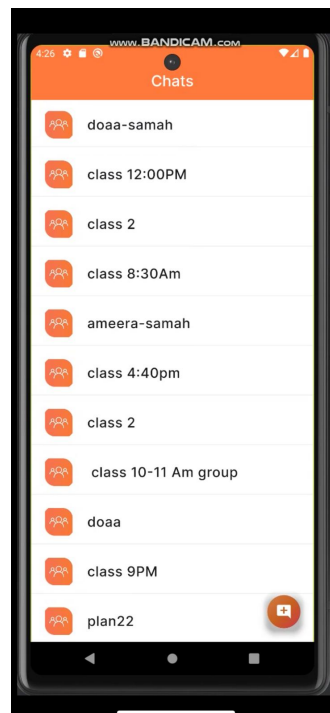 www.BANDICAM.com
4:26
Chats
doaa-samah
class 12:00PM
class 2
class 8:30Am
ameera-samah
class 4:40pm
class 2
class 10-11 Am group
doaa
class 9PM
plan22